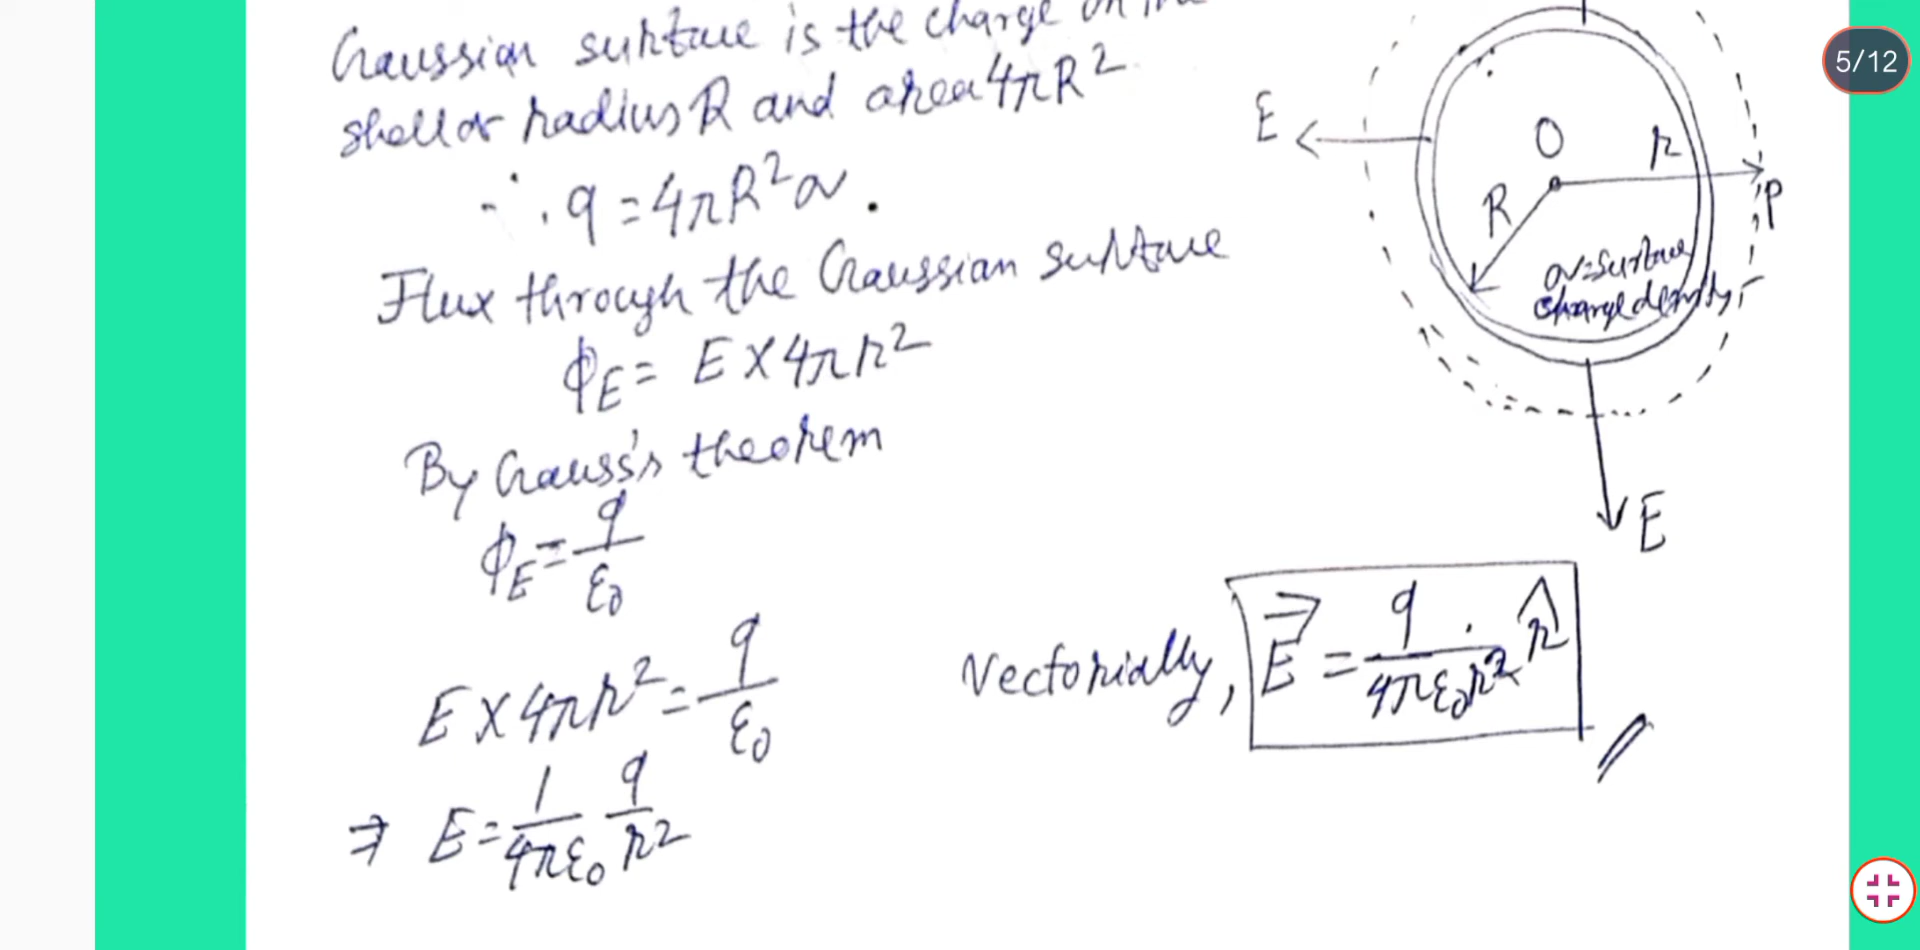 Gaussian surface is the charge on the
shell or radius R and area 4πR²
∴ q = 4πR²σ.
Flux through the Gaussian surface
ϕE = E × 4πr²
By Gauss's theorem
ϕE = q/ε0
E × 4πr² = q/ε0
⇒ E = 1/4πε0 q/r²
Vectorially, E⃗ = q/4πε0r² r̂
E
O
r
P
R
σ = surface
charge density
E
5/12